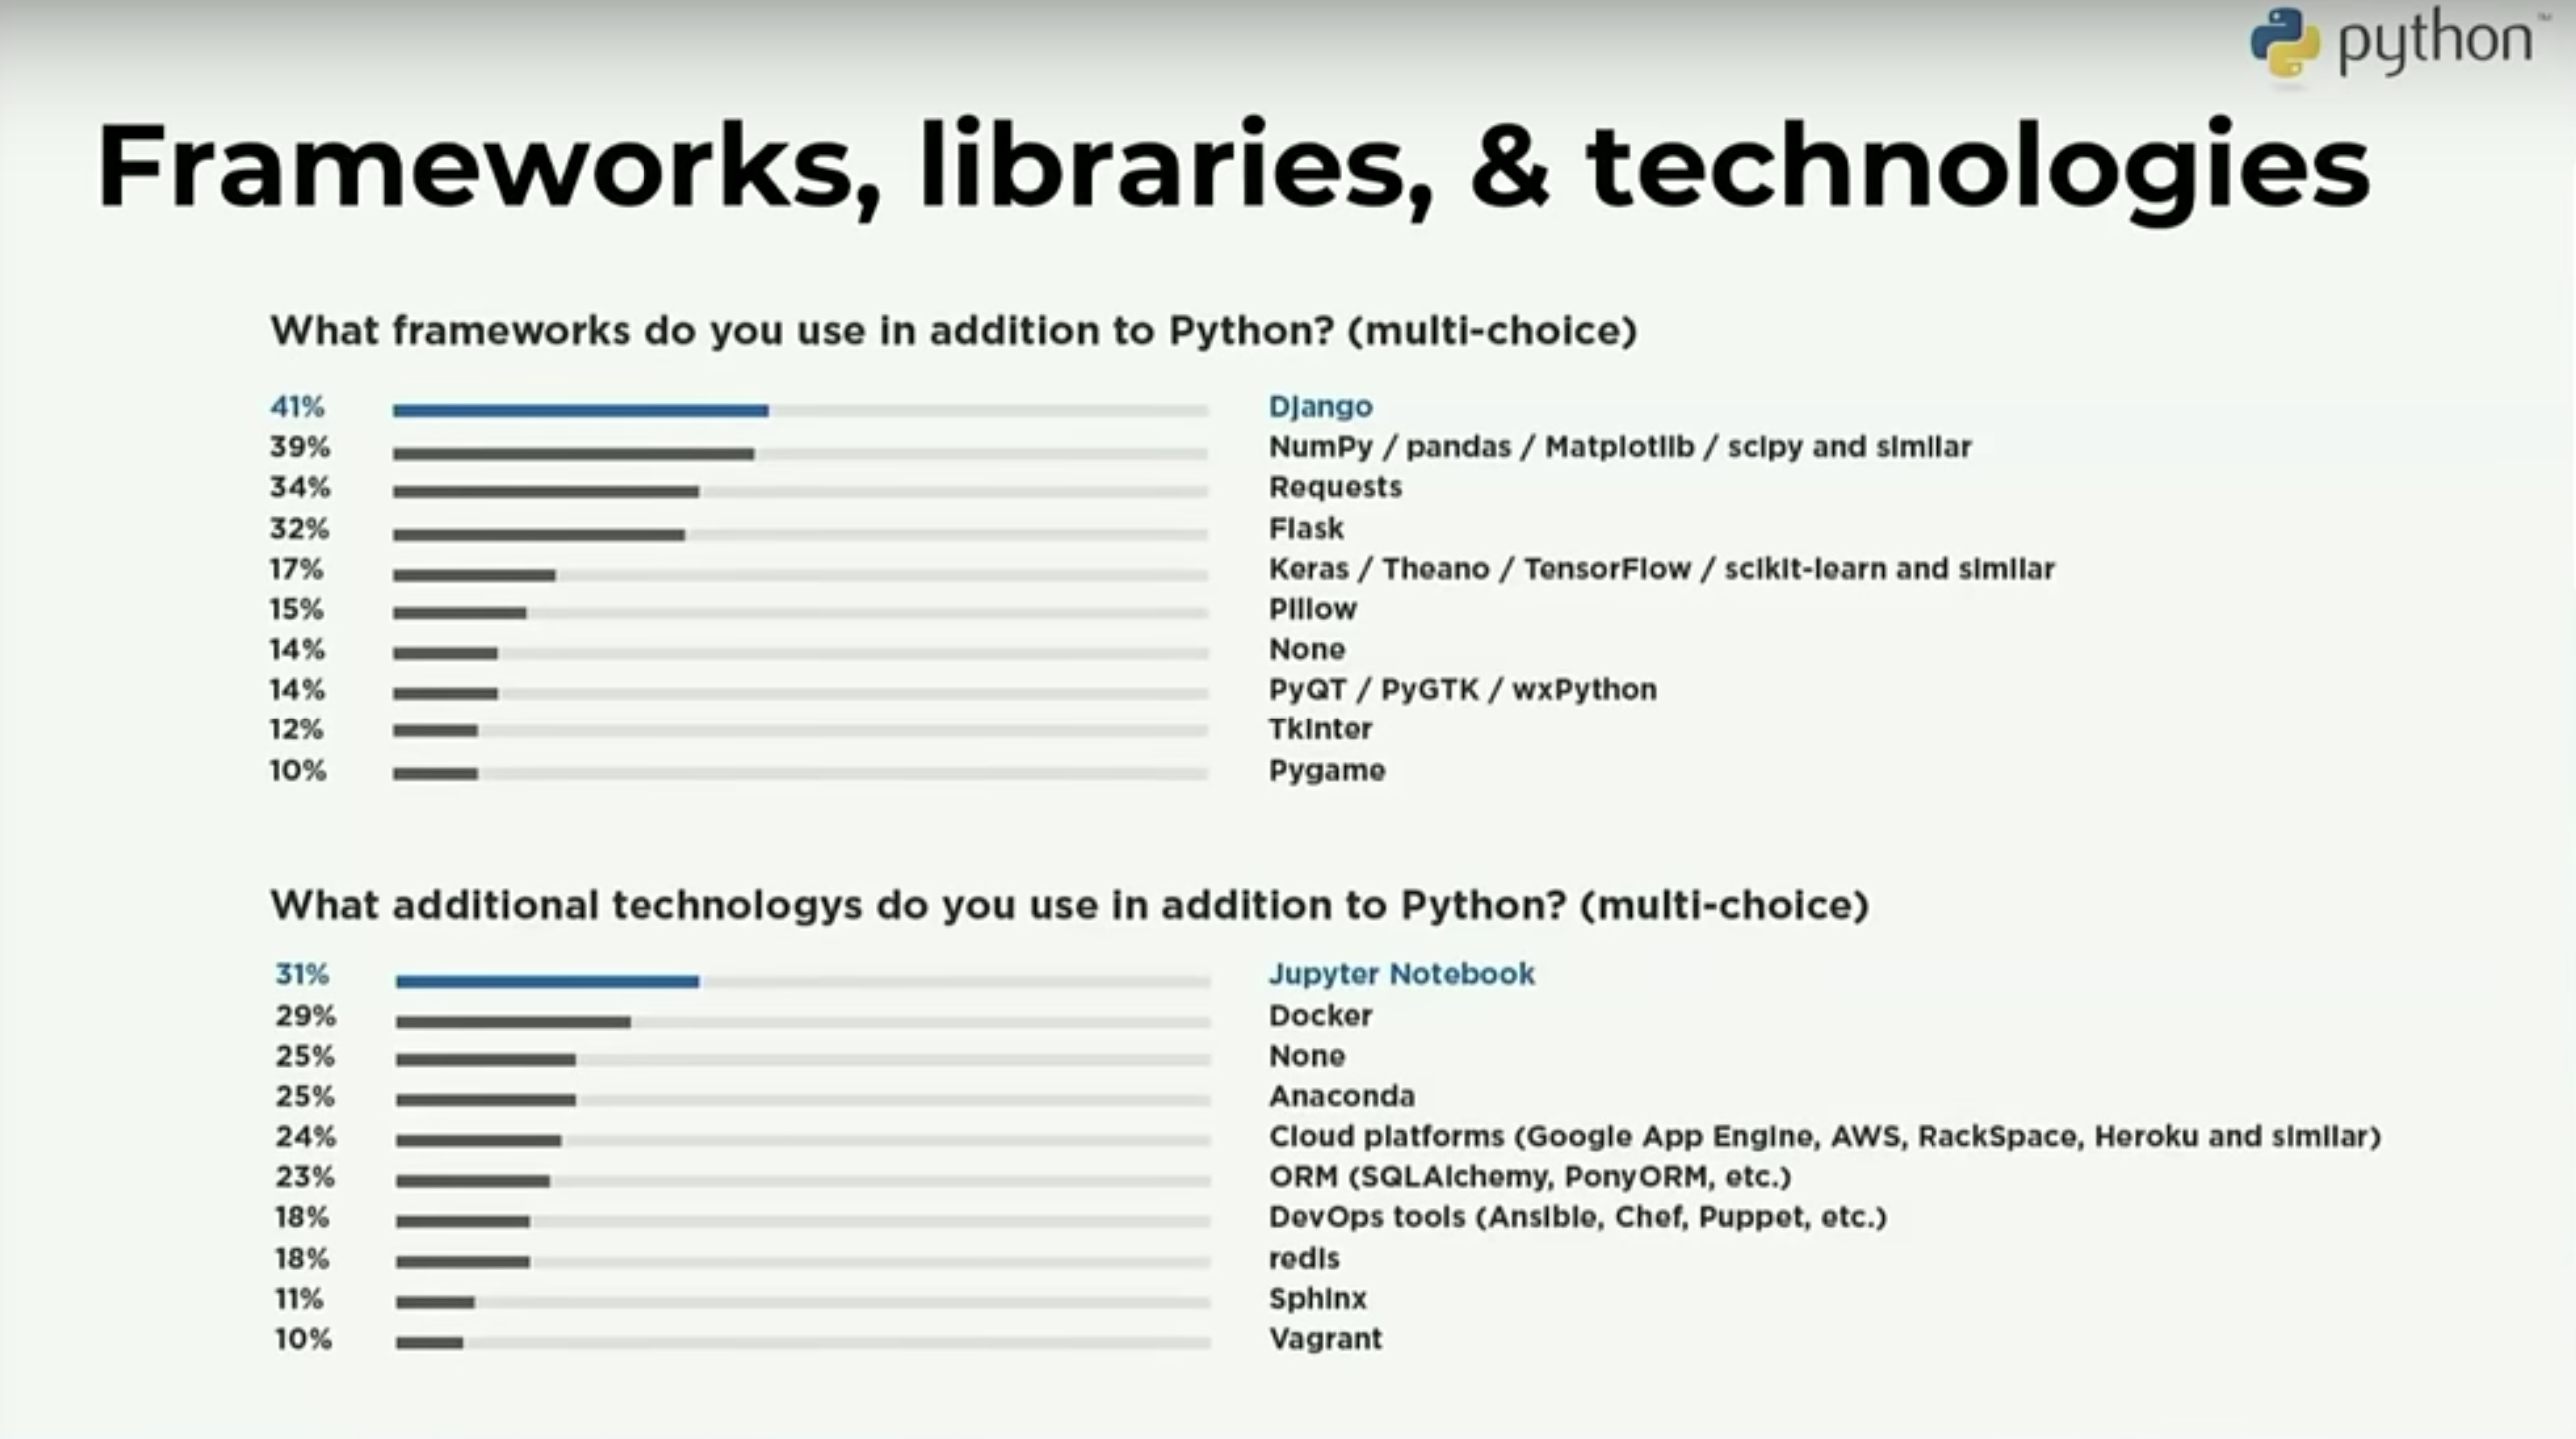 python™
Frameworks, libraries, & technologies
What frameworks do you use in addition to Python? (multi-choice)
41% Django
39% NumPy / pandas / Matplotlib / scipy and similar
34% Requests
32% Flask
17% Keras / Theano / TensorFlow / scikit-learn and similar
15% Pillow
14% None
14% PyQT / PyGTK / wxPython
12% TkInter
10% Pygame
What additional technologys do you use in addition to Python? (multi-choice)
31% Jupyter Notebook
29% Docker
25% None
25% Anaconda
24% Cloud platforms (Google App Engine, AWS, RackSpace, Heroku and similar)
23% ORM (SQLAlchemy, PonyORM, etc.)
18% DevOps tools (Ansible, Chef, Puppet, etc.)
18% redis
11% Sphinx
10% Vagrant